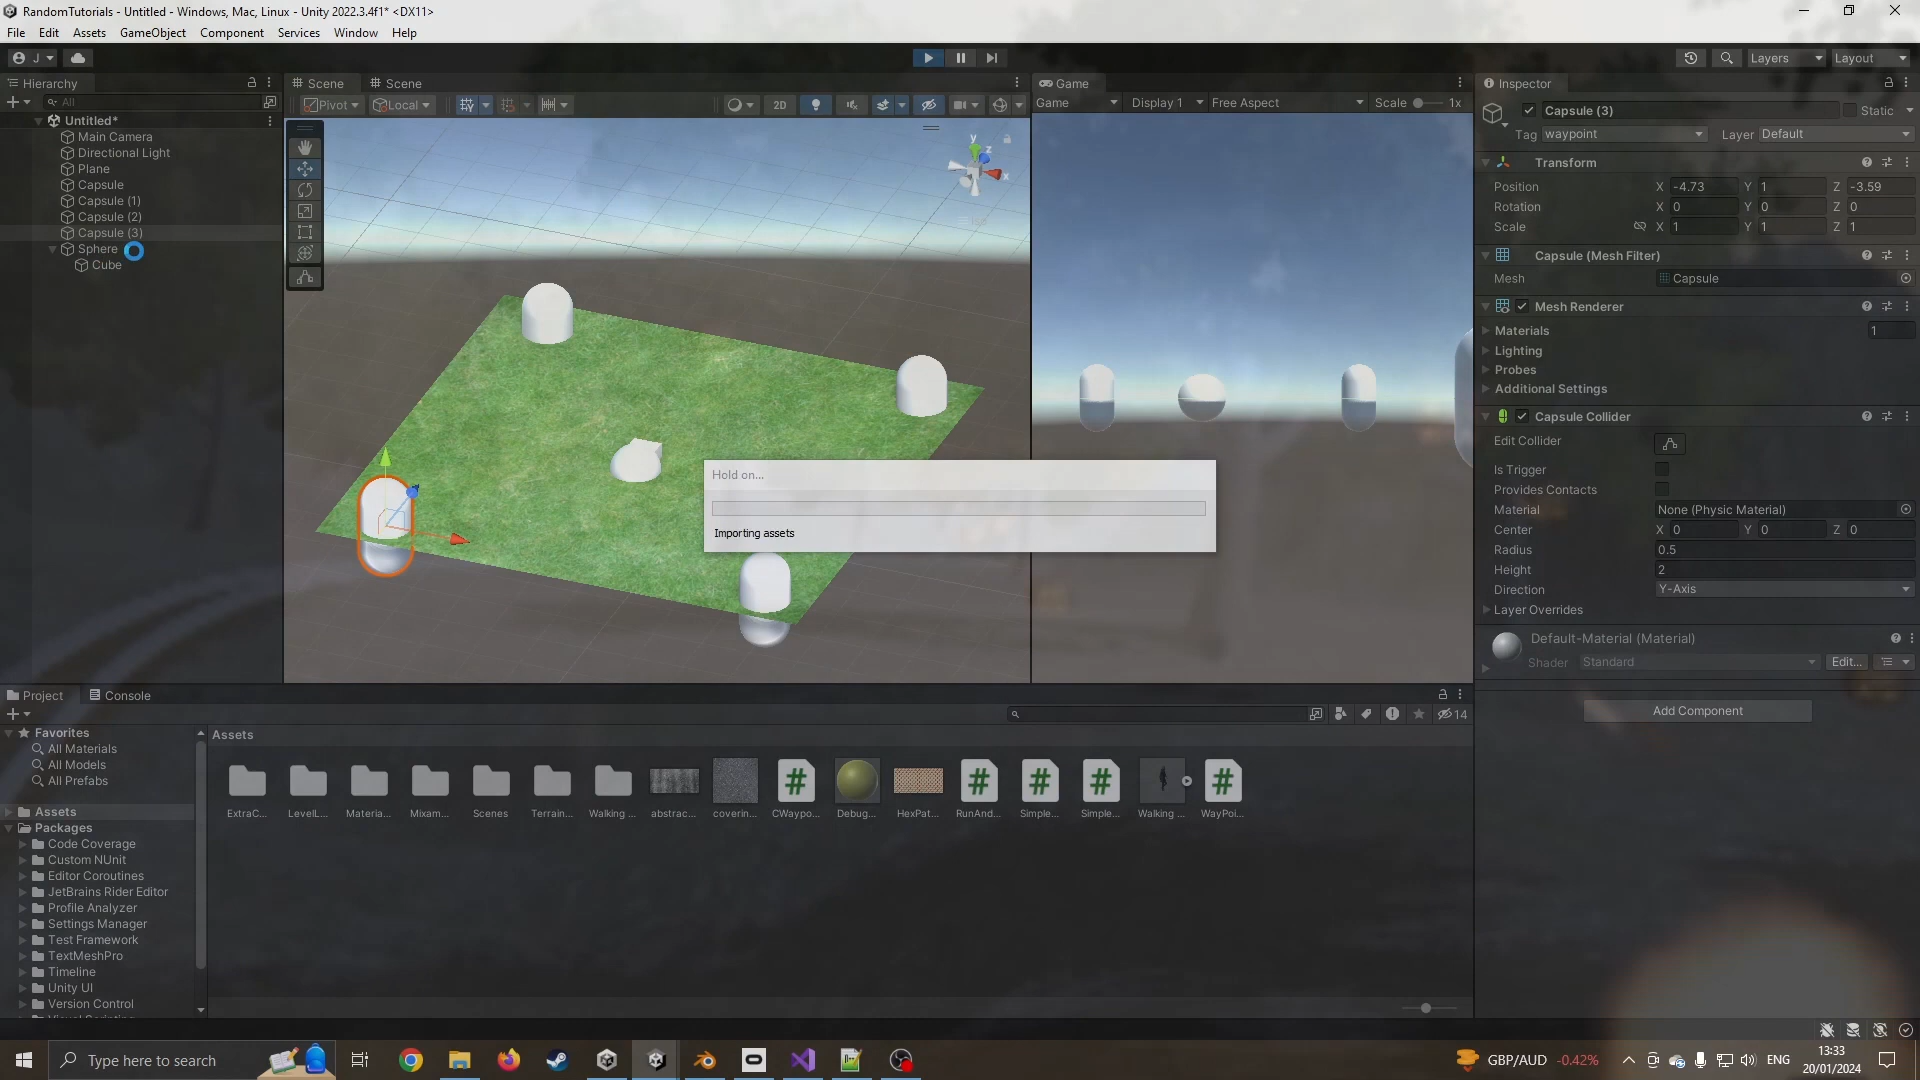 RandomTutorials - Untitled - Windows, Mac, Linux - Unity 2022.3.4f1* <DX11>
File Edit Assets GameObject Component Services Window Help
J
Layers
Layout
Hierarchy
All
Untitled*
Main Camera
Directional Light
Plane
Capsule
Capsule (1)
Capsule (2)
Capsule (3)
Sphere
Cube
Scene
Scene
Pivot
Local
2D
y
z
x
Game
Game
Display 1
Free Aspect
Scale
1x
Hold on...
Importing assets
Inspector
Capsule (3)
Static
Tag waypoint
Layer Default
Transform
Position X -4.73 Y 1 Z -3.59
Rotation X 0 Y 0 Z 0
Scale X 1 Y 1 Z 1
Capsule (Mesh Filter)
Mesh Capsule
Mesh Renderer
Materials 1
Lighting
Probes
Additional Settings
Capsule Collider
Edit Collider
Is Trigger
Provides Contacts
Material None (Physic Material)
Center X 0 Y 0 Z 0
Radius 0.5
Height 2
Direction Y-Axis
Layer Overrides
Default-Material (Material)
Shader Standard Edit...
Add Component
Project
Console
14
Favorites
All Materials
All Models
All Prefabs
Assets
Packages
Code Coverage
Custom NUnit
Editor Coroutines
JetBrains Rider Editor
Profile Analyzer
Settings Manager
Test Framework
TextMeshPro
Timeline
Unity UI
Version Control
Assets
ExtraC... LevelL... Materia... Mixam... Scenes Terrain... Walking ... abstrac... coverin... CWaypo... Debug... HexPat... RunAnd... Simple... Simple... Walking ... WayPoi...
Type here to search
GBP/AUD -0.42%
ENG
13:33
20/01/2024